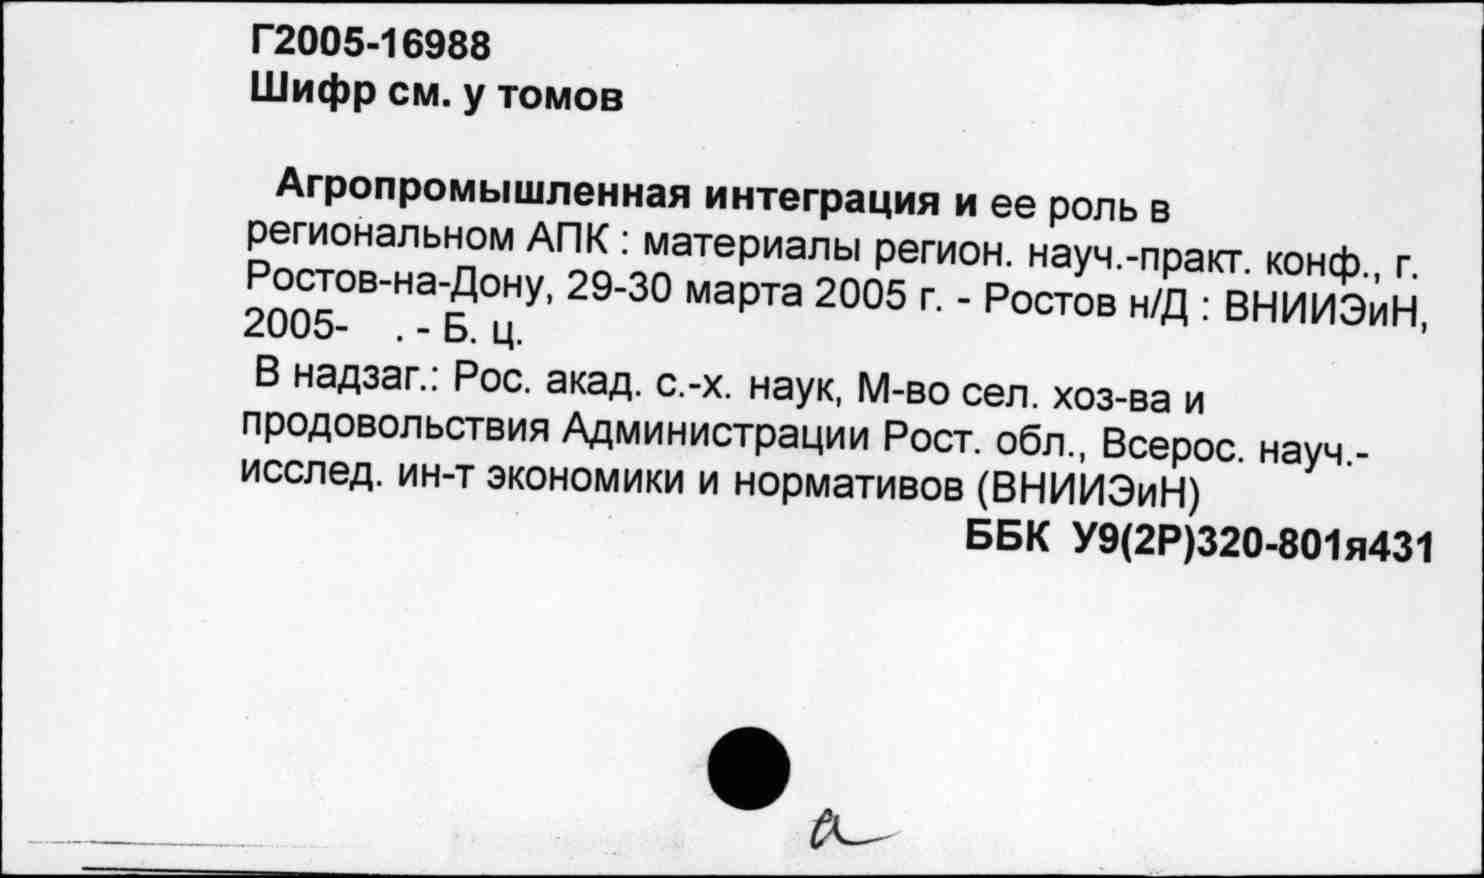 Г2005-16988
Шифр см. у томов
Агропромышленная интеграция и ее роль в
региональном АПК : материалы регион. науч.-практ. конф., г.
Ростов-на-Дону, 29-30 марта 2005 г. - Ростов н/Д : ВНИИЭиН,
2005-    . - Б. ц.
В надзаг.: Рос. акад. с.-х. наук, М-во сел. хоз-ва и
продовольствия Администрации Рост. обл., Всерос. науч.-
исслед. ин-т экономики и нормативов (ВНИИЭиН)
ББК У9(2Р)320-801я431
а